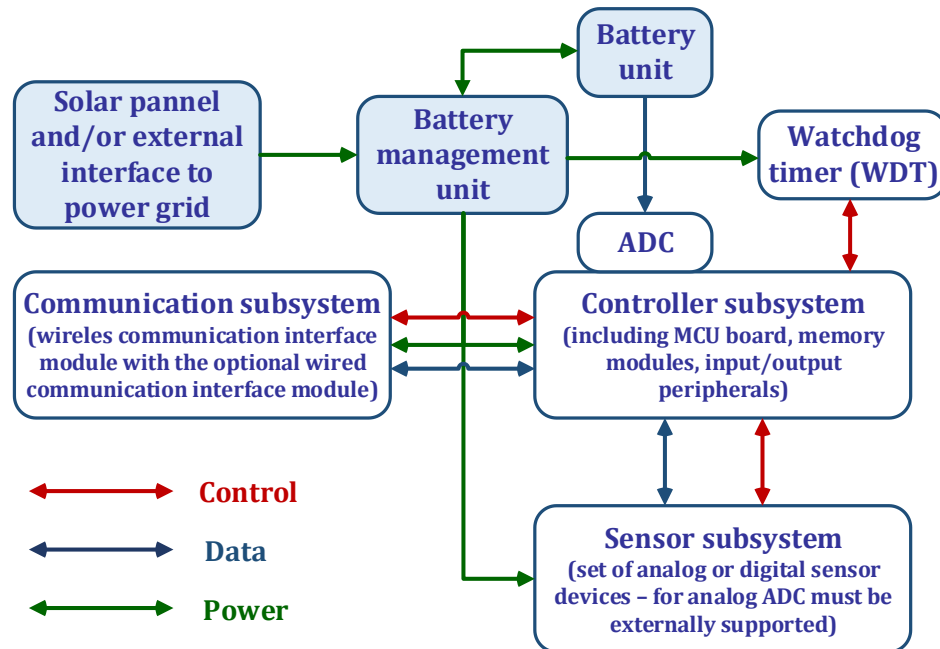 Battery
unit
Solar pannel
and/or external
interface to
power grid
Battery
management
unit
Watchdog
timer (WDT)
ADC
Communication subsystem
(wireles communication interface
module with the optional wired
communication interface module)
Controller subsystem
(including MCU board, memory
modules, input/output
peripherals)
Control
Data
Power
Sensor subsystem
(set of analog or digital sensor
devices – for analog ADC must be
externally supported)